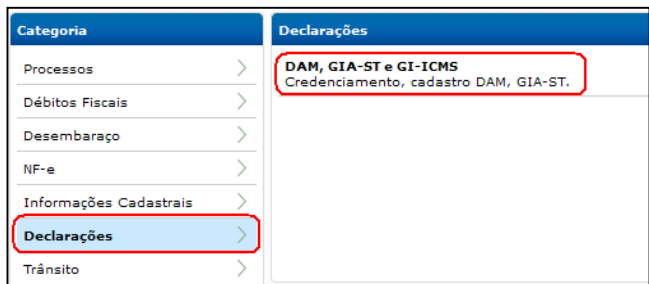 Categoria
Processos
Débitos Fiscais
Desembaraço
NF-e
Informações Cadastrais
Declarações
Trânsito
Declarações
DAM, GIA-ST e GI-ICMS
Credenciamento, cadastro DAM, GIA-ST.